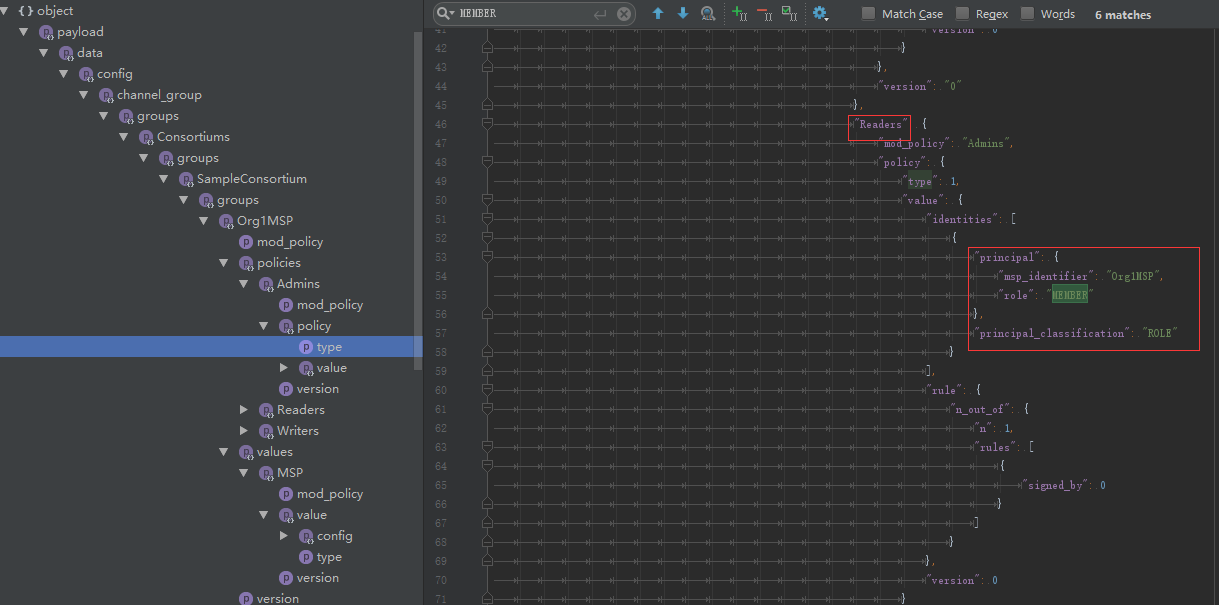 object
payload
data
config
channel_group
groups
Consortiums
groups
SampleConsortium
groups
Org1MSP
mod_policy
policies
Admins
mod_policy
policy
type
value
version
Readers
Writers
values
MSP
mod_policy
value
config
type
version
version
MEMBER
Match Case
Regex
Words
6 matches
41 "version": 0
42 }
43 },
44 "version": "0"
45 },
46 "Readers": {
47 "mod_policy": "Admins",
48 "policy": {
49 "type": 1,
50 "value": {
51 "identities": [
52 {
53 "principal": {
54 "msp_identifier": "Org1MSP",
55 "role": "MEMBER"
56 },
57 "principal_classification": "ROLE"
58 }
59 ],
60 "rule": {
61 "n_out_of": {
62 "n": 1,
63 "rules": [
64 {
65 "signed_by": 0
66 }
67 ]
68 }
69 },
70 "version": 0
71 }